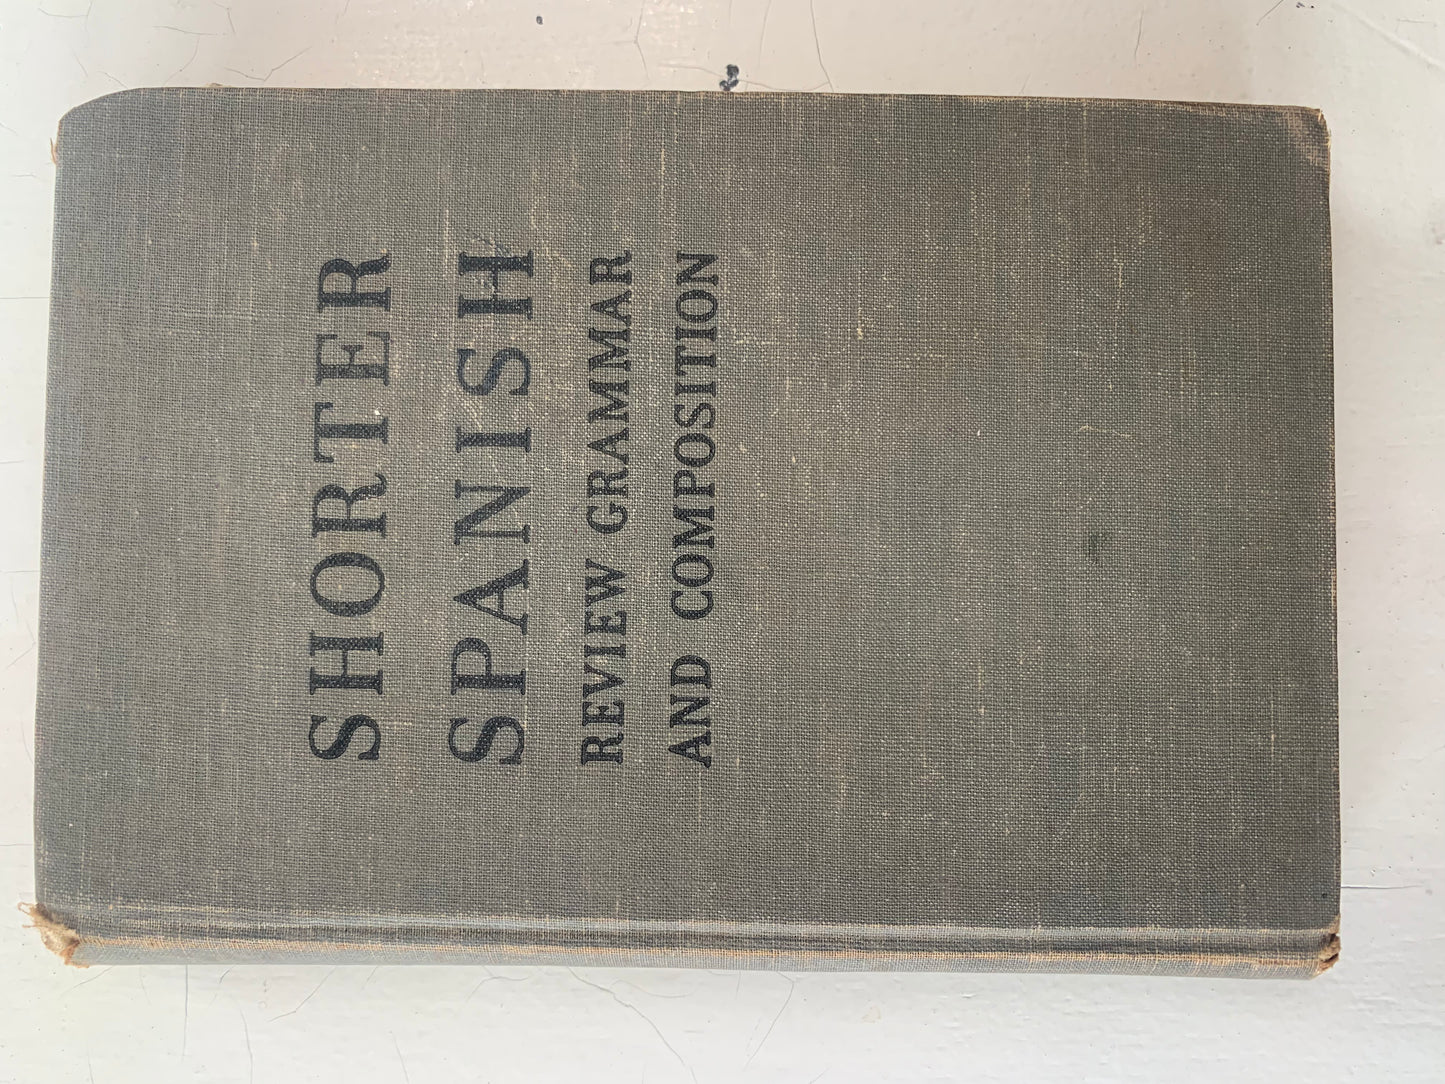 SHORTER
SPANISH
REVIEW GRAMMAR
AND COMPOSITION